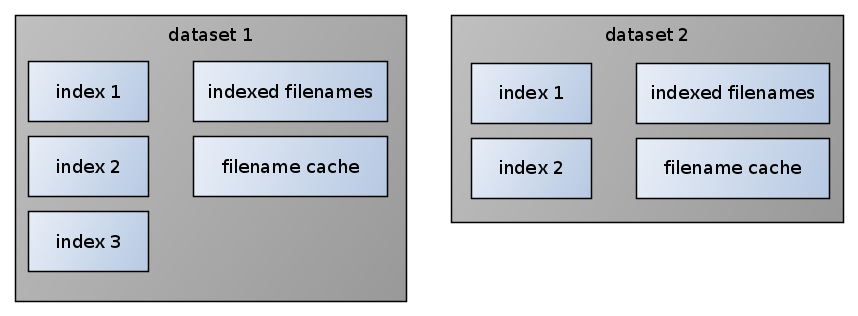 dataset 1
index 1
indexed filenames
index 2
filename cache
index 3
dataset 2
index 1
indexed filenames
index 2
filename cache